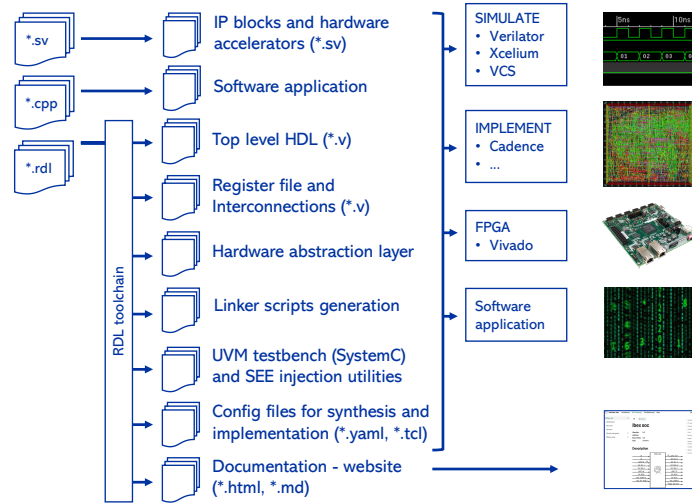 *.sv
*.cpp
*.rdl
RDL toolchain
IP blocks and hardware
accelerators (*.sv)
Software application
Top level HDL (*.v)
Register file and
Interconnections (*.v)
Hardware abstraction layer
Linker scripts generation
UVM testbench (SystemC)
and SEE injection utilities
Config files for synthesis and
implementation (*.yaml, *.tcl)
Documentation - website
(*.html, *.md)
SIMULATE
• Verilator
• Xcelium
• VCS
IMPLEMENT
• Cadence
• ...
FPGA
• Vivado
Software
application
5ns
10ns
01
02
03
ibex soc
Description